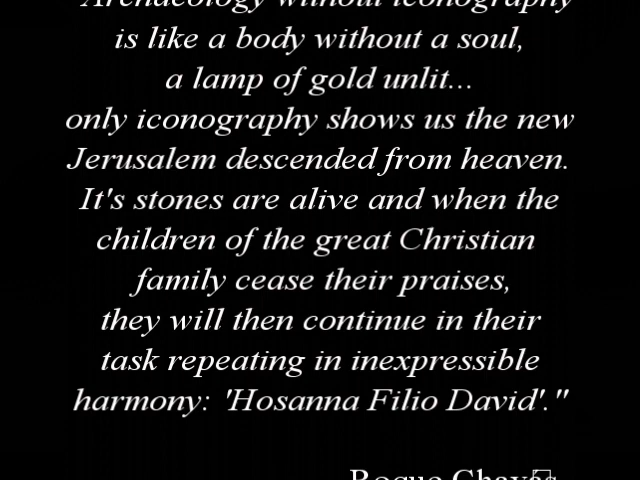 "Archaeology without iconography
is like a body without a soul,
a lamp of gold unlit...
only iconography shows us the new
Jerusalem descended from heaven.
It's stones are alive and when the
children of the great Christian
family cease their praises,
they will then continue in their
task repeating in inexpressible
harmony: 'Hosanna Filio David'."
Roque Chavás